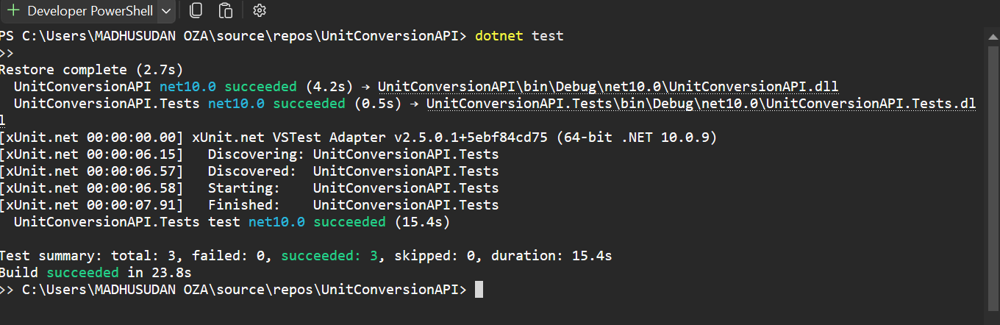 Developer PowerShell
PS C:\Users\MADHUSUDAN OZA\source\repos\UnitConversionAPI> dotnet test
>>
Restore complete (2.7s)
  UnitConversionAPI net10.0 succeeded (4.2s) → UnitConversionAPI\bin\Debug\net10.0\UnitConversionAPI.dll
  UnitConversionAPI.Tests net10.0 succeeded (0.5s) → UnitConversionAPI.Tests\bin\Debug\net10.0\UnitConversionAPI.Tests.dl
l
[xUnit.net 00:00:00.00] xUnit.net VSTest Adapter v2.5.0.1+5ebf84cd75 (64-bit .NET 10.0.9)
[xUnit.net 00:00:06.15]   Discovering: UnitConversionAPI.Tests
[xUnit.net 00:00:06.57]   Discovered:  UnitConversionAPI.Tests
[xUnit.net 00:00:06.58]   Starting:    UnitConversionAPI.Tests
[xUnit.net 00:00:07.91]   Finished:    UnitConversionAPI.Tests
  UnitConversionAPI.Tests test net10.0 succeeded (15.4s)
Test summary: total: 3, failed: 0, succeeded: 3, skipped: 0, duration: 15.4s
Build succeeded in 23.8s
>> C:\Users\MADHUSUDAN OZA\source\repos\UnitConversionAPI>